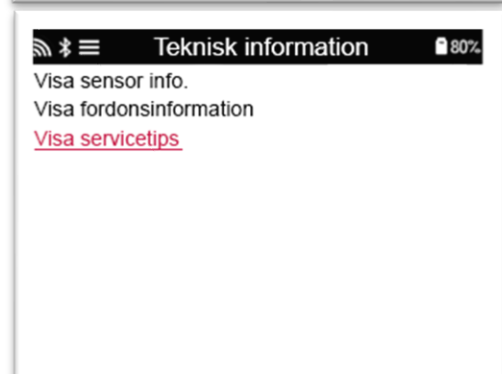 Teknisk information 80%
Visa sensor info.
Visa fordonsinformation
Visa servicetips